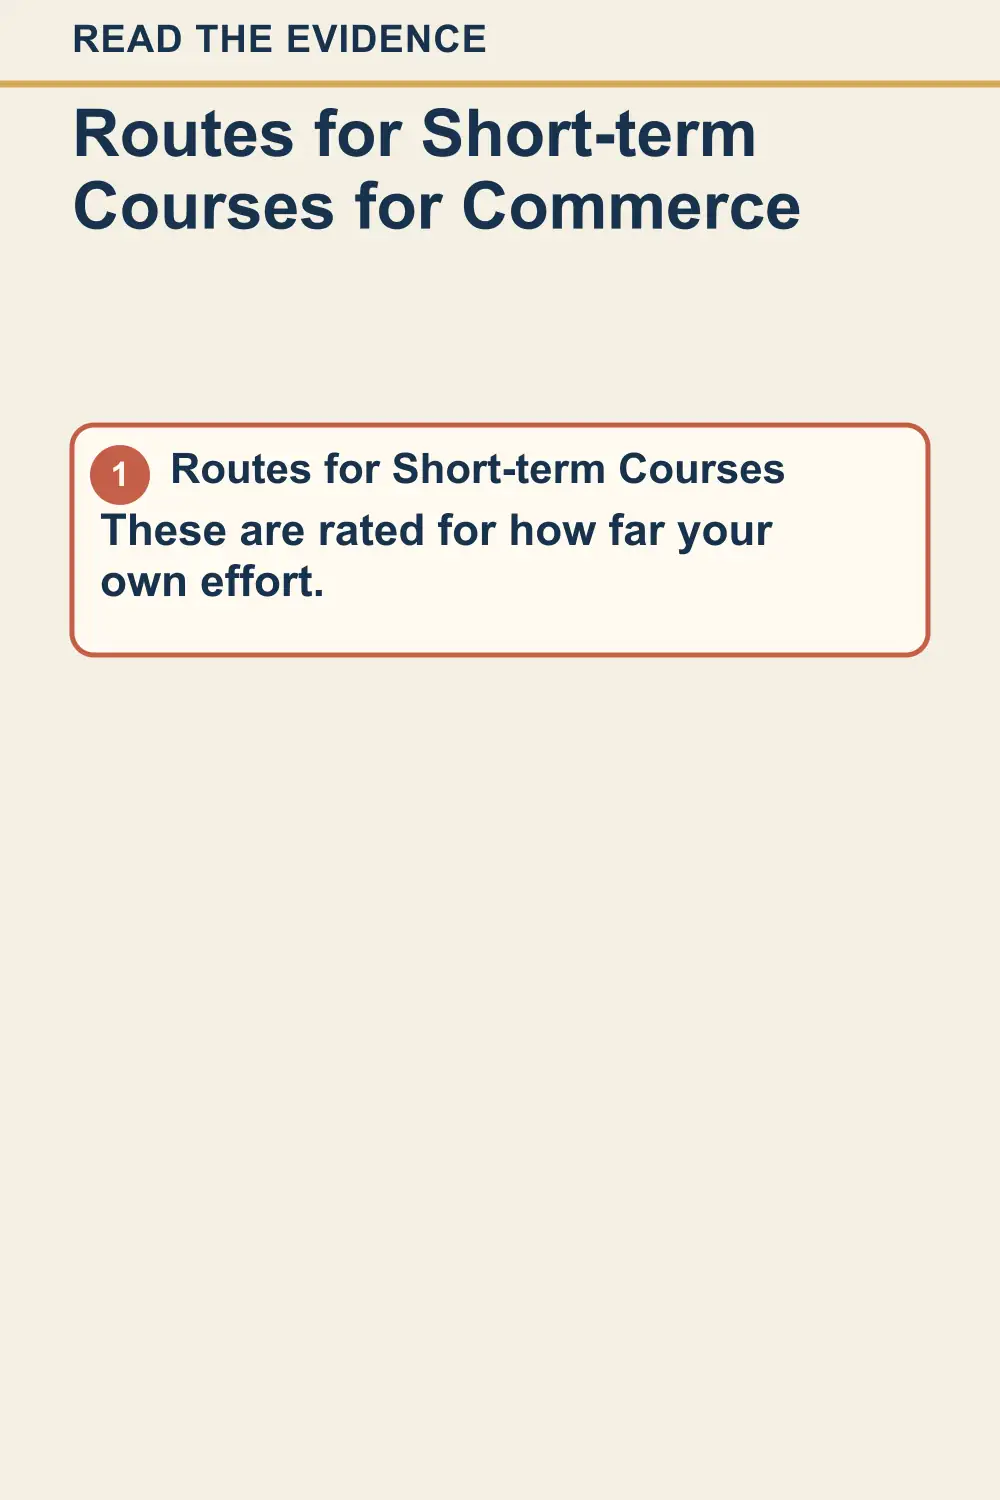 READ THE EVIDENCE
Routes for Short-term
Courses for Commerce
1 Routes for Short-term Courses
These are rated for how far your
own effort.